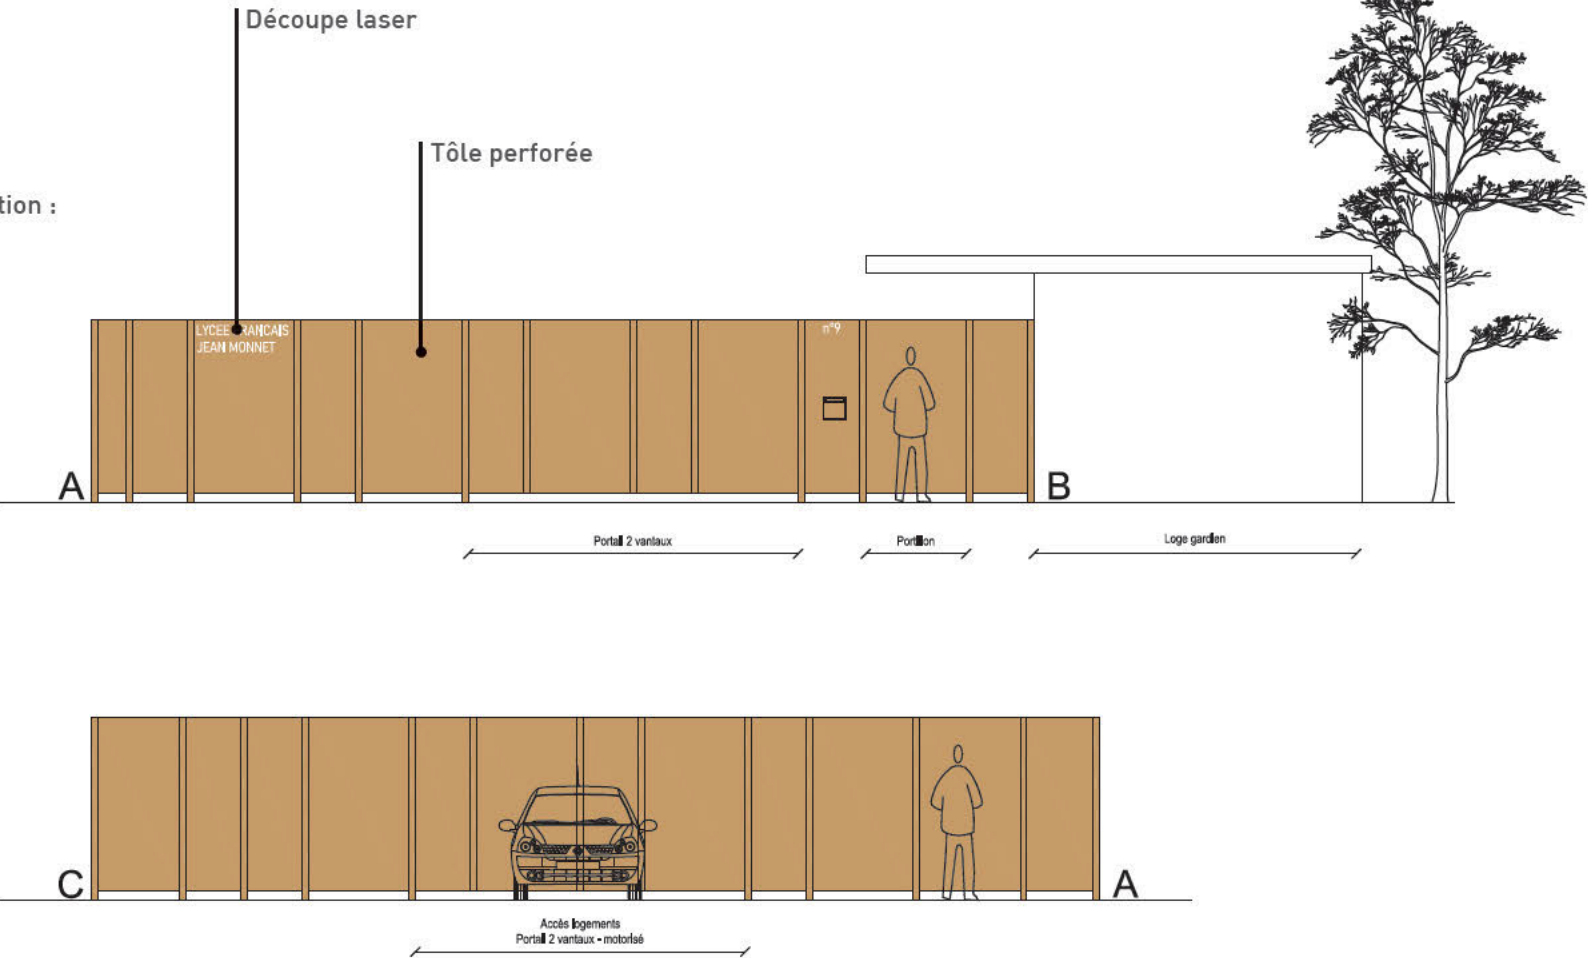 Découpe laser
Tôle perforée
tion :
LYCEE FRANCAIS
JEAN MONNET
n°9
A
B
Portail 2 vantaux
Portillon
Loge gardien
C
A
Accès logements
Portail 2 vantaux - motorisé